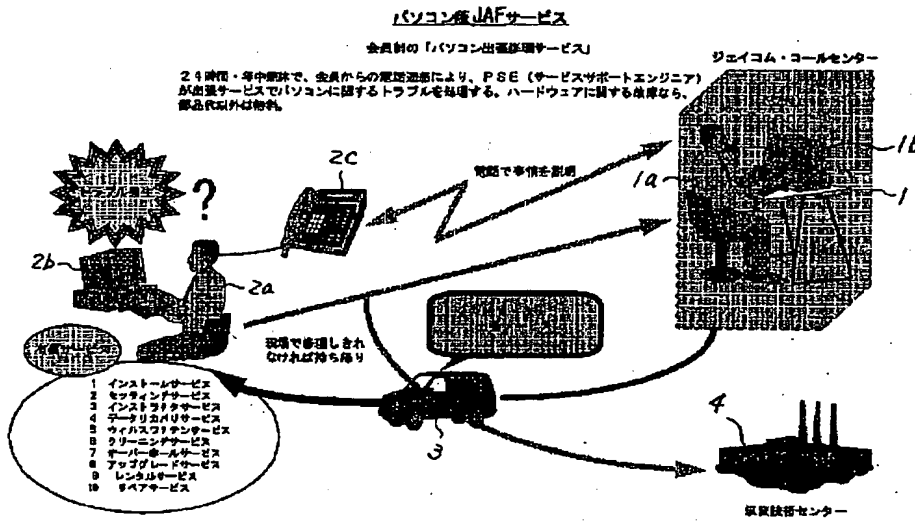 パソコン版JAFサービス
会員制の「パソコン出張修理サービス」
24時間・年中無休で、会員からの電話連絡により、PSE(サービスサポートエンジニア)
が出張サービスでパソコンに関するトラブルを処理する。ハードウェアに関する故障なら、
部品代以外は無料。
ジェイコム・コールセンター
トラブル発生
?
2c
電話で事情を説明
1a
1b
1
2b
2a
現場で修理しきれ
なければ持ち帰り
3
4
1 インストールサービス
2 セッティングサービス
3 インストラクタサービス
4 データリカバリサービス
5 ウィルスワクチンサービス
6 クリーニングサービス
7 オーバーホールサービス
8 アップグレードサービス
9 レンタルサービス
10 リペアサービス
技術センター